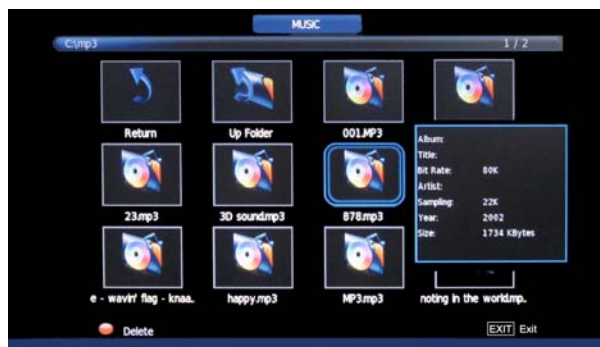 MUSIC
C:\mp3 1 / 2
Return Up Folder 001.MP3
Album:
Title:
Bit Rate: 80K
Artist:
Sampling: 22K
Year: 2002
Size: 1734 KBytes
23.mp3 3D sound.mp3 878.mp3
e - wavin' flag - knaa.. happy.mp3 MP3.mp3 noting in the world.mp..
Delete EXIT Exit